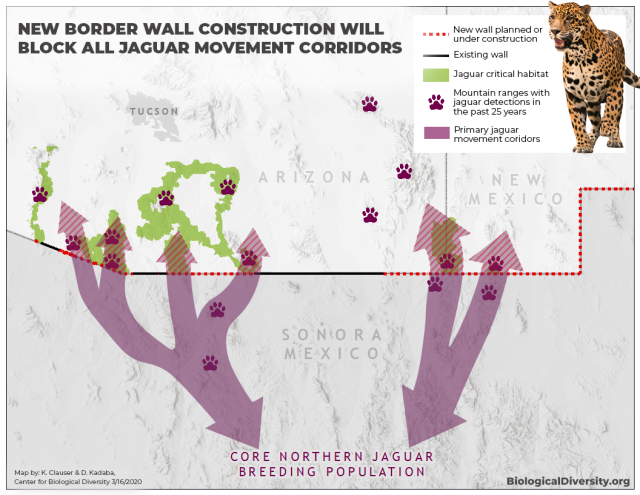 NEW BORDER WALL CONSTRUCTION WILL
BLOCK ALL JAGUAR MOVEMENT CORRIDORS
New wall planned or
under construction
Existing wall
Jaguar critical habitat
Mountain ranges with
jaguar detections in
the past 25 years
Primary jaguar
movement coridors
TUCSON
ARIZONA
NEW
MEXICO
SONORA
MEXICO
CORE NORTHERN JAGUAR
BREEDING POPULATION
Map by: K. Clauser & D. Kadaba,
Center for Biological Diversity 3/16/2020
BiologicalDiversity.org